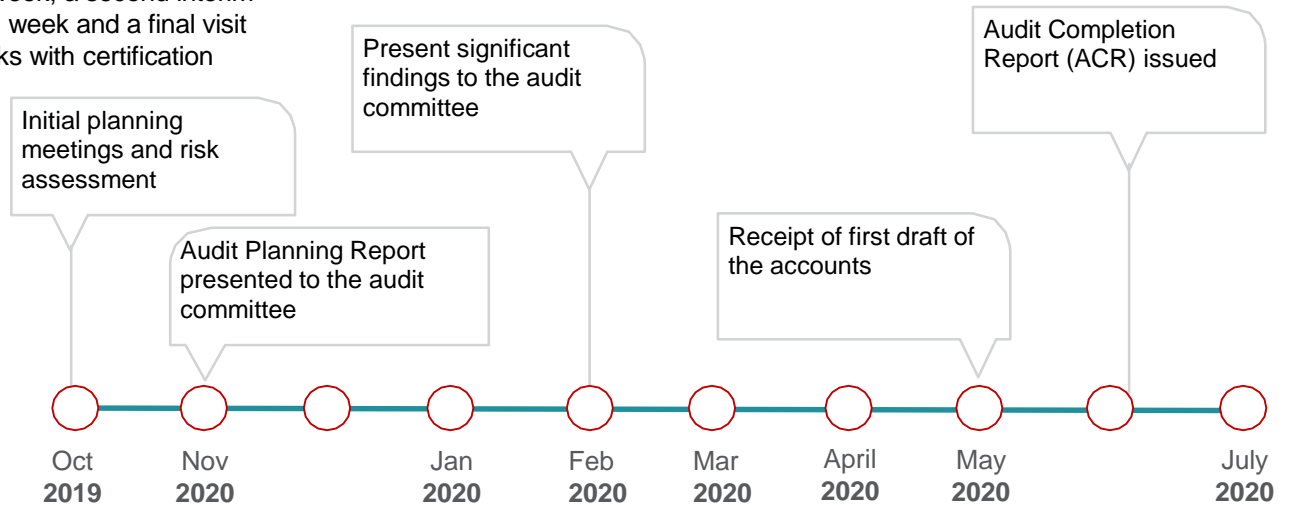 a second interim
week and a final visit
ks with certification
Present significant
findings to the audit
committee
Audit Completion
Report (ACR) issued
Initial planning
meetings and risk
assessment
Audit Planning Report
presented to the audit
committee
Receipt of first draft of
the accounts
Oct
2019
Nov
2020
Jan
2020
Feb
2020
Mar
2020
April
2020
May
2020
July
2020